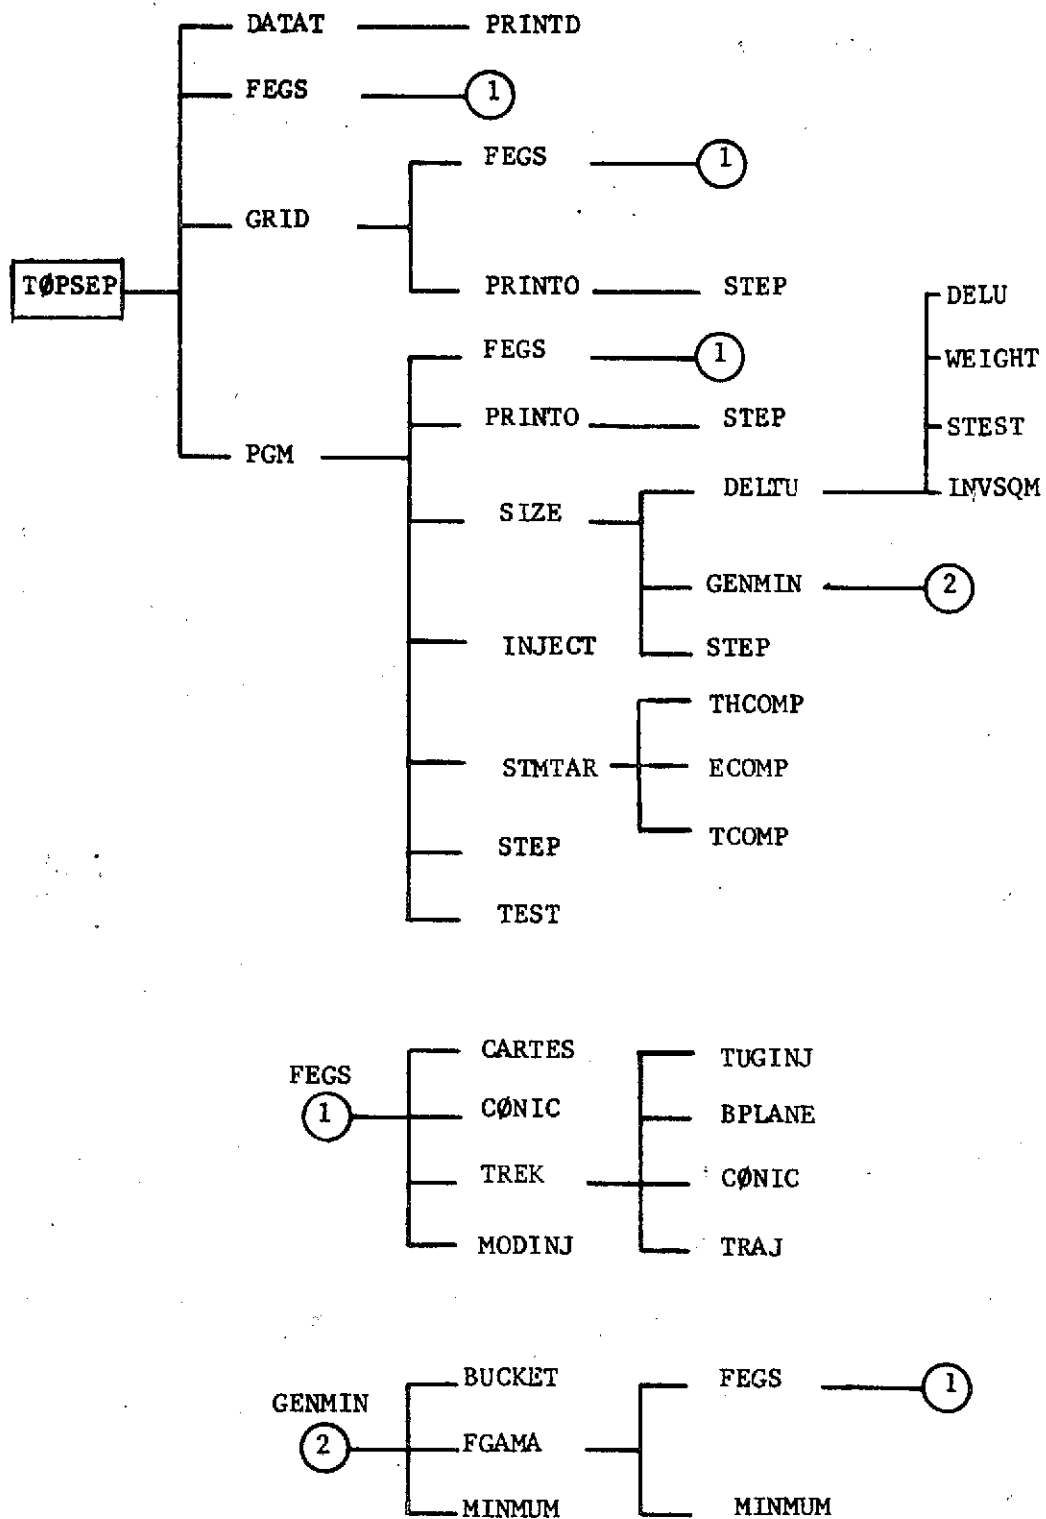 DATAT PRINTD
FEGS 1
FEGS 1
GRID
TØPSEP
PRINTO STEP
DELU
FEGS 1
WEIGHT
PRINTO STEP
STEST
PGM
DELTU
INVSQM
SIZE
GENMIN 2
INJECT
STEP
THCOMP
STMTAR
ECOMP
TCOMP
STEP
TEST
CARTES
TUGINJ
FEGS
1
CØNIC
BPLANE
TREK
CØNIC
MODINJ
TRAJ
BUCKET
FEGS 1
GENMIN
2
FGAMA
MINMUM
MINMUM